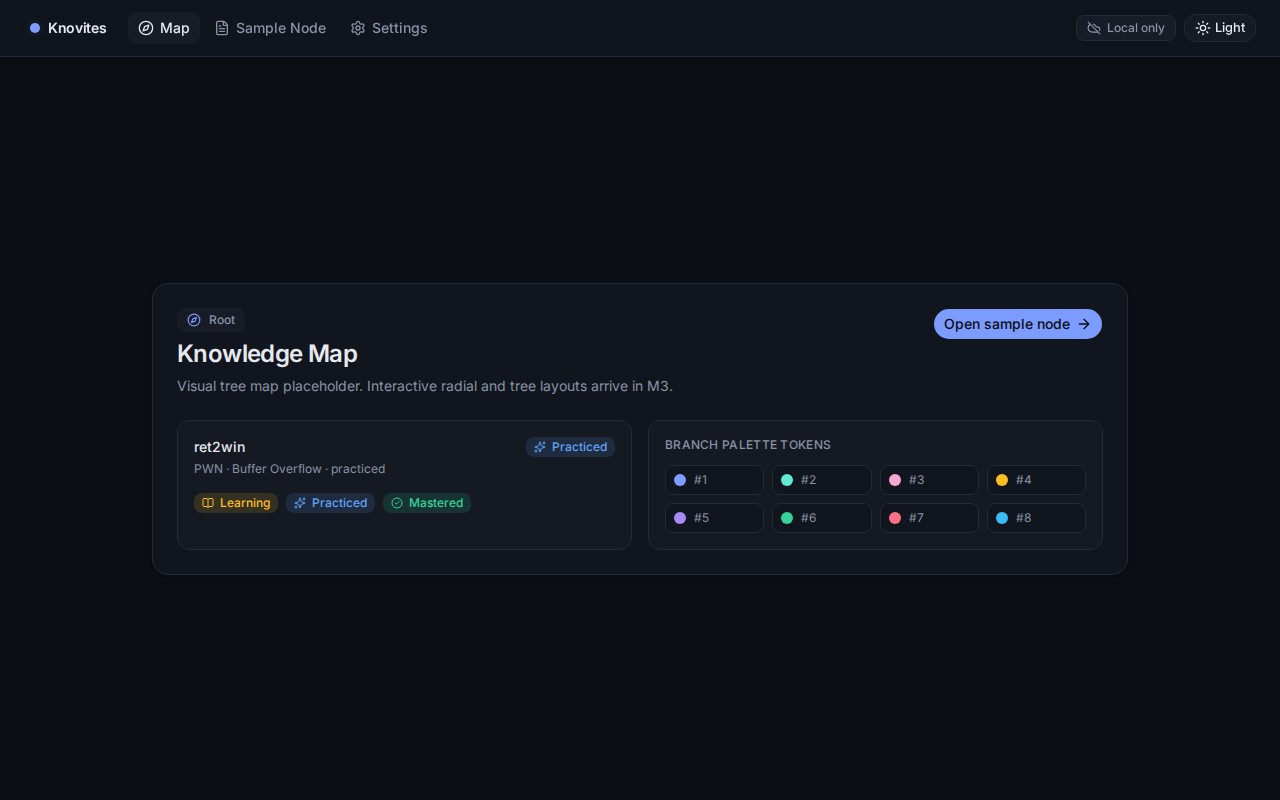 Knovites Map Sample Node Settings Local only Light
Root
Open sample node
Knowledge Map
Visual tree map placeholder. Interactive radial and tree layouts arrive in M3.
ret2win Practiced
PWN · Buffer Overflow · practiced
Learning Practiced Mastered
BRANCH PALETTE TOKENS
#1 #2 #3 #4
#5 #6 #7 #8